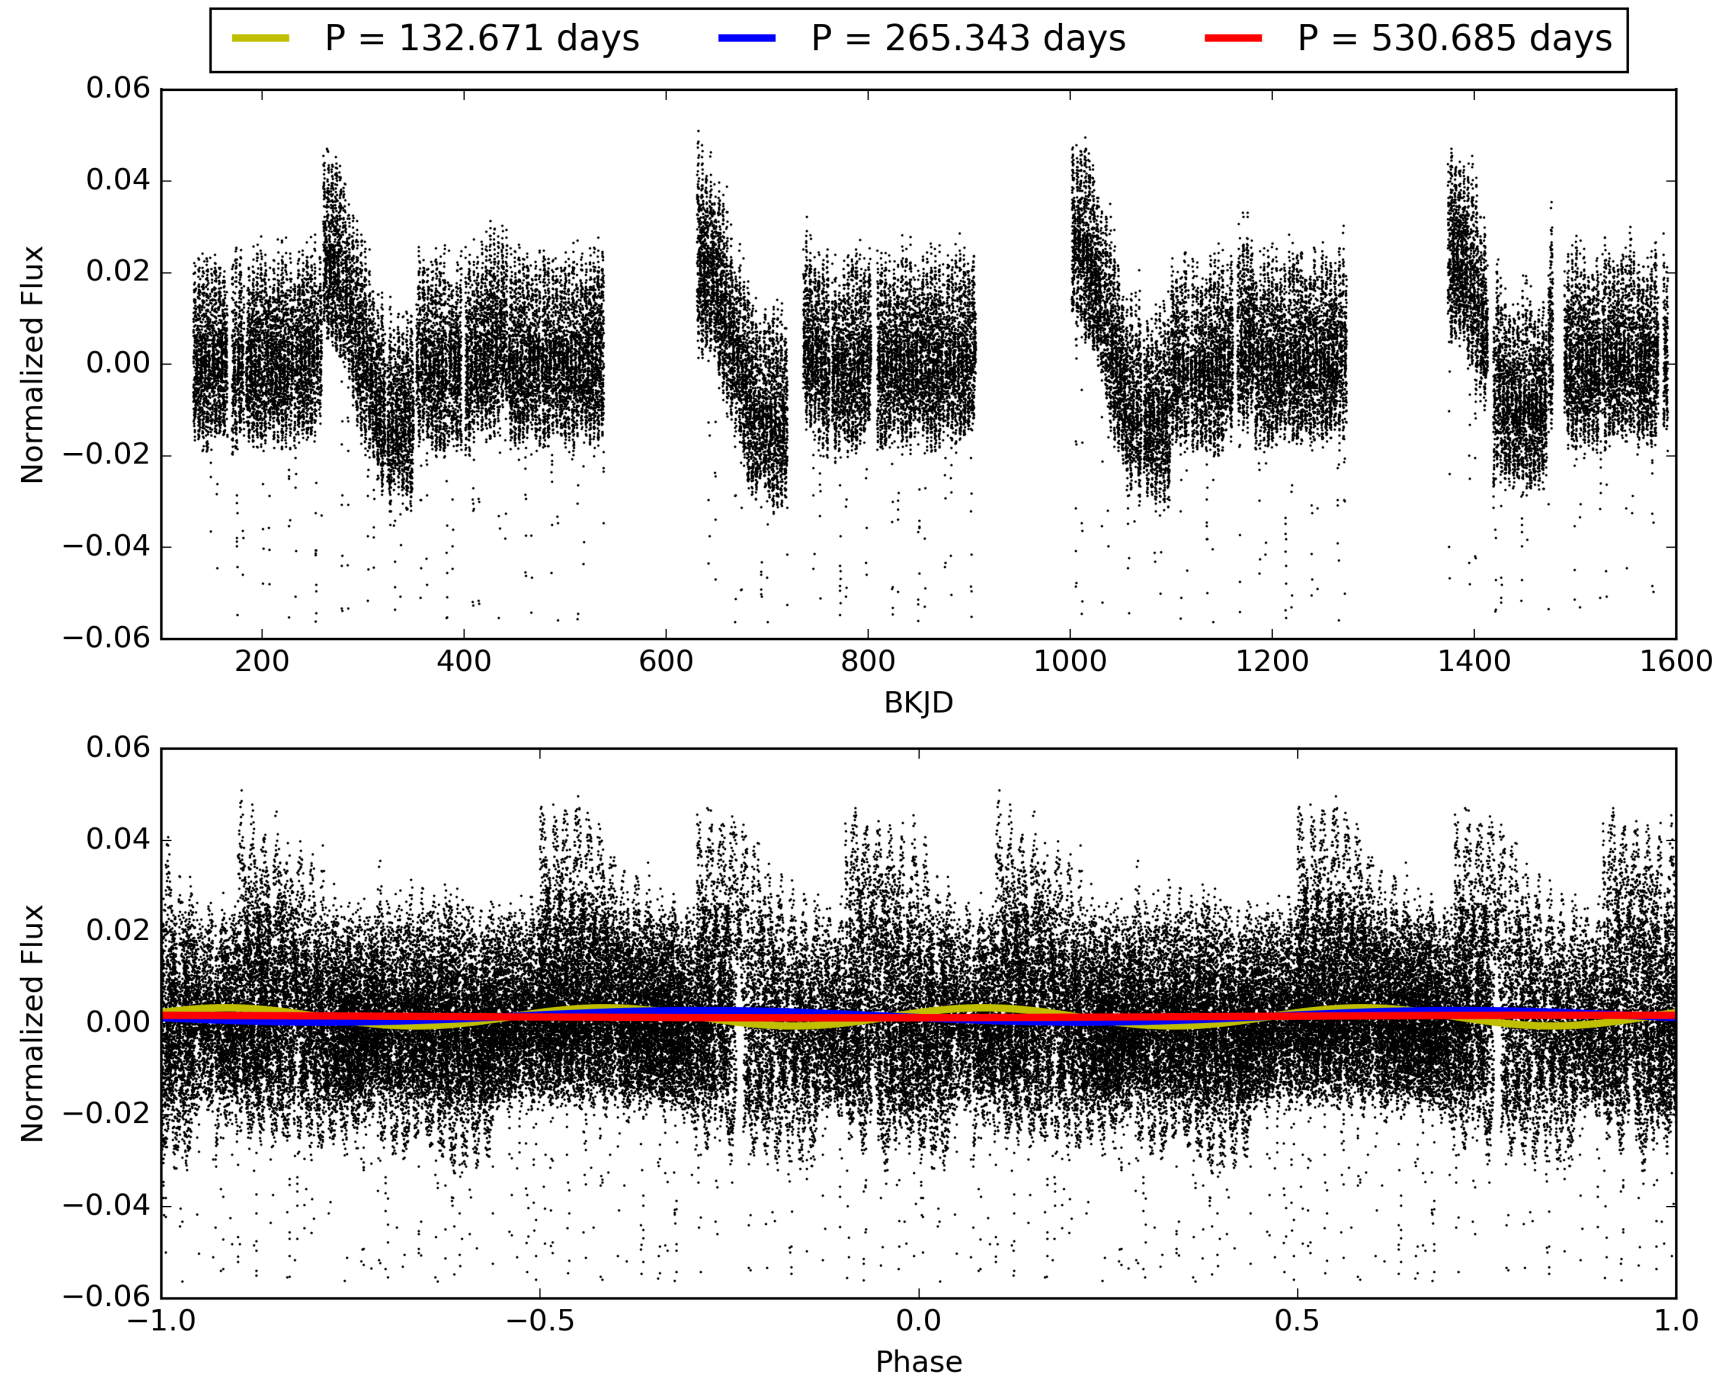 P = 132.671 days P = 265.343 days P = 530.685 days
0.06
0.04
0.02
0.00
−0.02
−0.04
−0.06
Normalized Flux
200 400 600 800 1000 1200 1400 1600
BKJD
0.06
0.04
0.02
0.00
−0.02
−0.04
−0.06
Normalized Flux
−1.0 −0.5 0.0 0.5 1.0
Phase